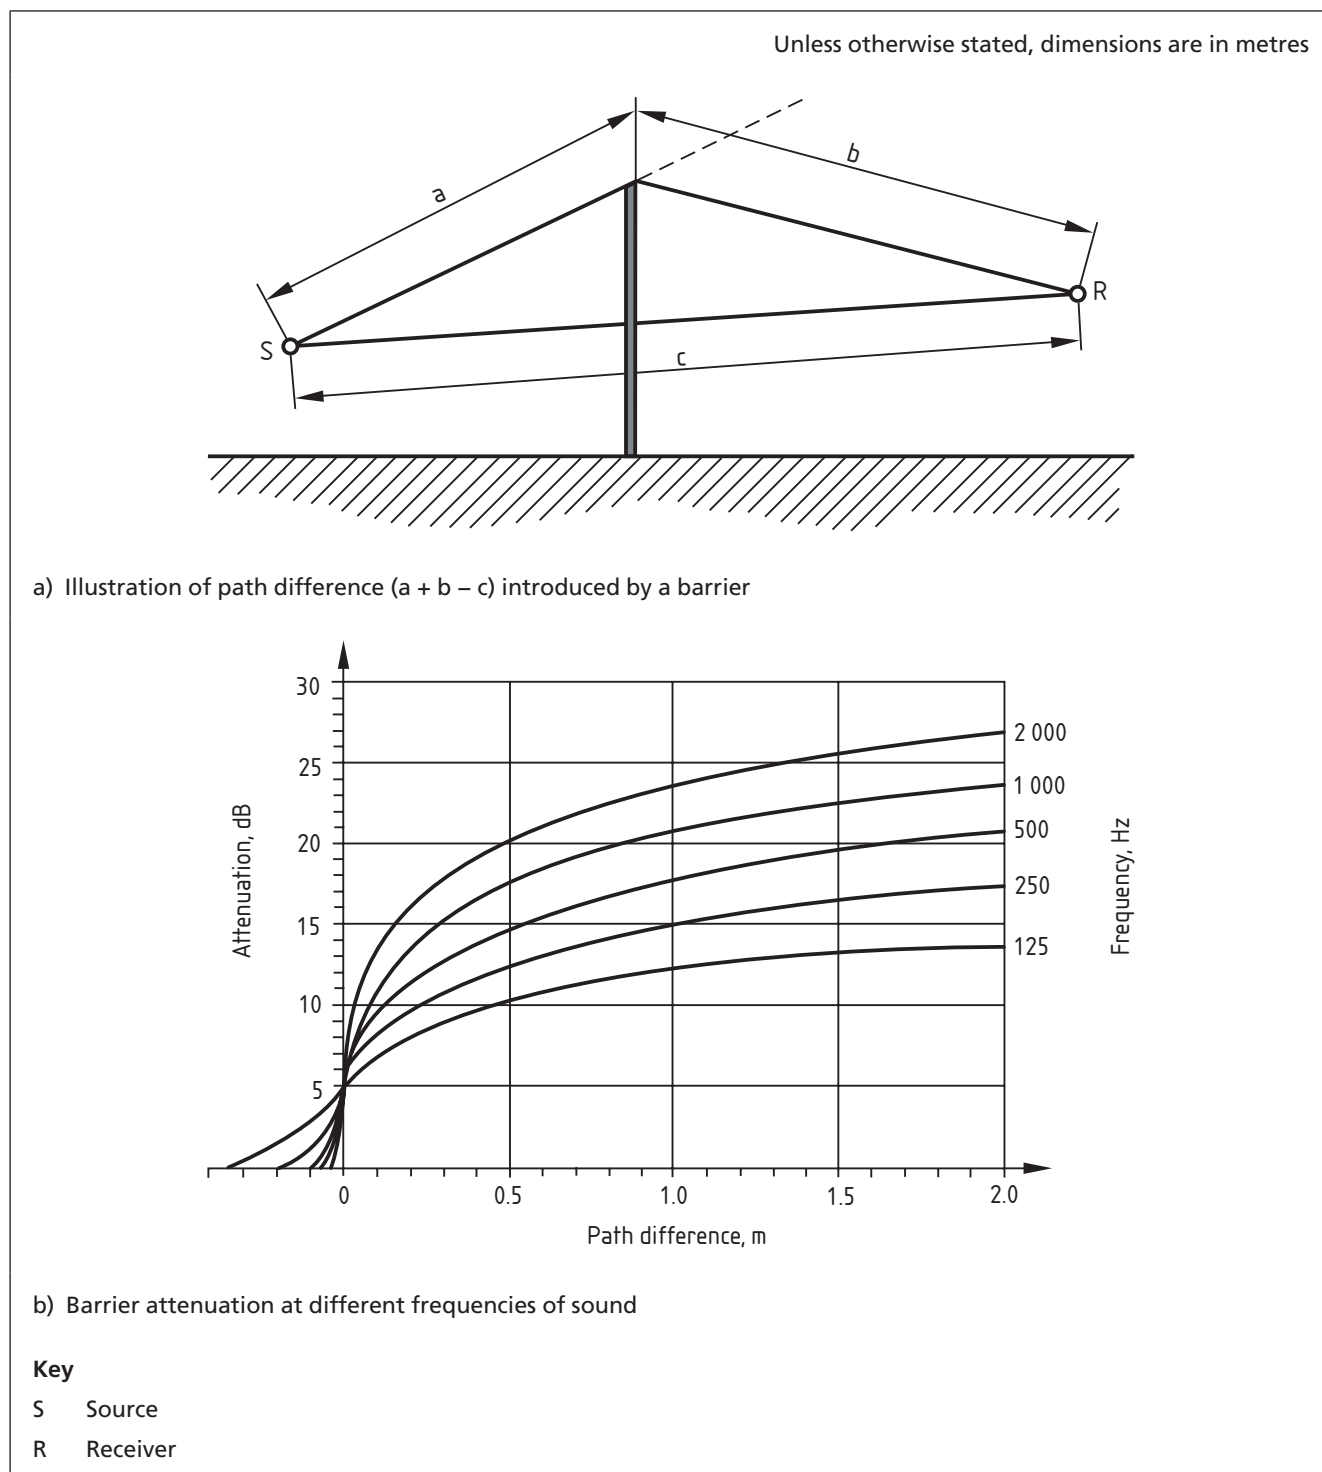 Unless otherwise stated, dimensions are in metres
a
b
S
R
c
a) Illustration of path difference (a + b – c) introduced by a barrier
30
25
20
15
10
5
Attenuation, dB
2 000
1 000
500
250
125
Frequency, Hz
0
0.5
1.0
1.5
2.0
Path difference, m
b) Barrier attenuation at different frequencies of sound
Key
S Source
R Receiver